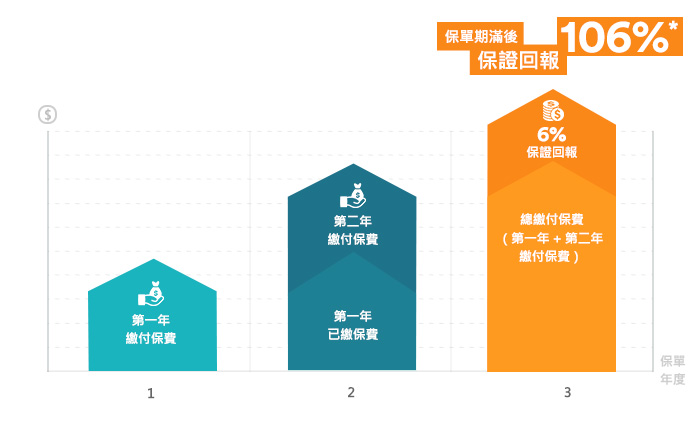 保單期滿後
106%*
保證回報
$
6%
保證回報
第二年
繳付保費
總繳付保費
( 第一年 + 第二年
繳付保費 )
第一年
繳付保費
第一年
已繳保費
保單
年度
1
2
3